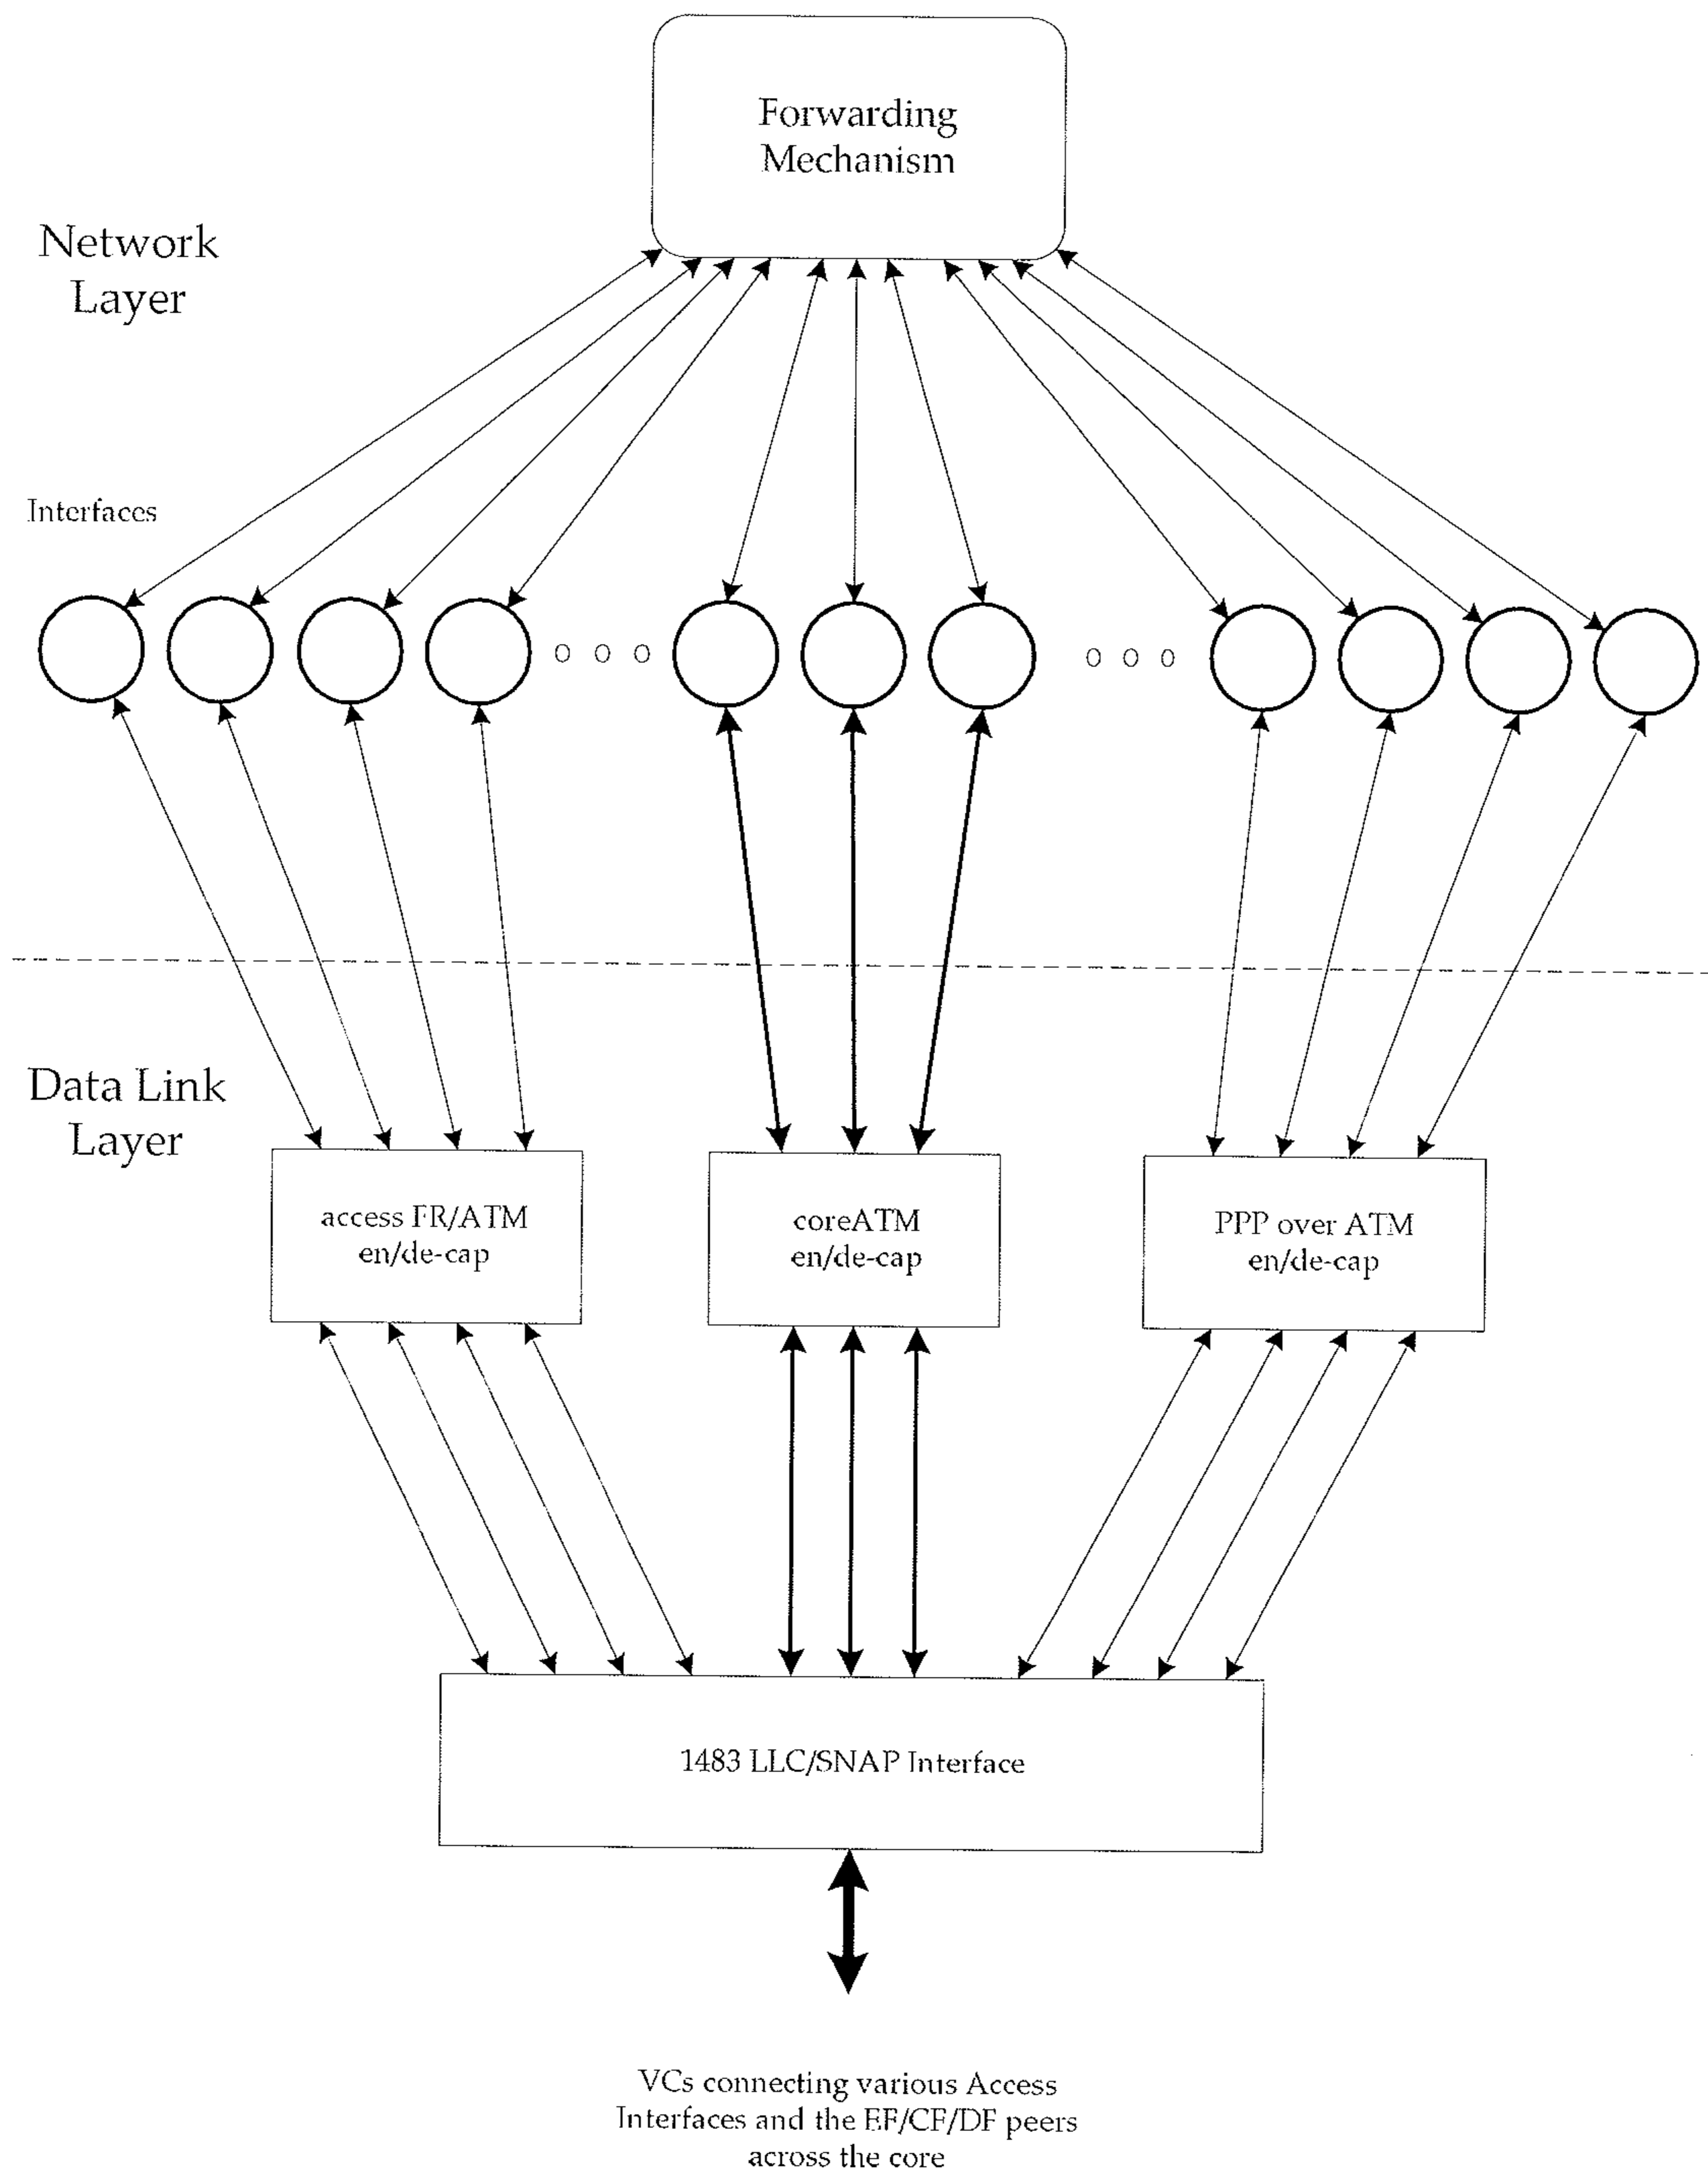 Forwarding
Mechanism
Network
Layer
Interfaces
o o o
o o o
Data Link
Layer
access FR/ATM
en/de-cap
coreATM
en/de-cap
PPP over ATM
en/de-cap
1483 LLC/SNAP Interface
VCs connecting various Access
Interfaces and the EF/CF/DF peers
across the core